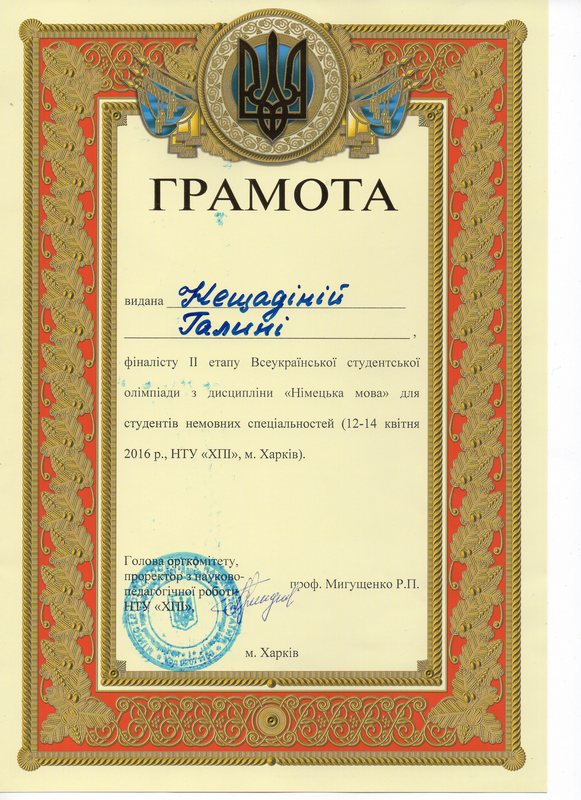 ГРАМОТА
видана Нещадіній
Галині ,
фіналісту ІІ етапу Всеукраїнської студентської
олімпіади з дисципліни «Німецька мова» для
студентів немовних спеціальностей (12-14 квітня
2016 р., НТУ «ХПІ», м. Харків).
Голова оргкомітету,
проректор з науково-
педагогічної роботи
НТУ «ХПІ»,
проф. Мигущенко Р.П.
м. Харків